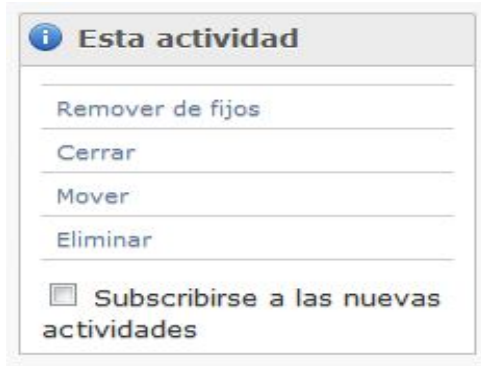 Esta actividad
Remover de fijos
Cerrar
Mover
Eliminar
Subscribirse a las nuevas
actividades